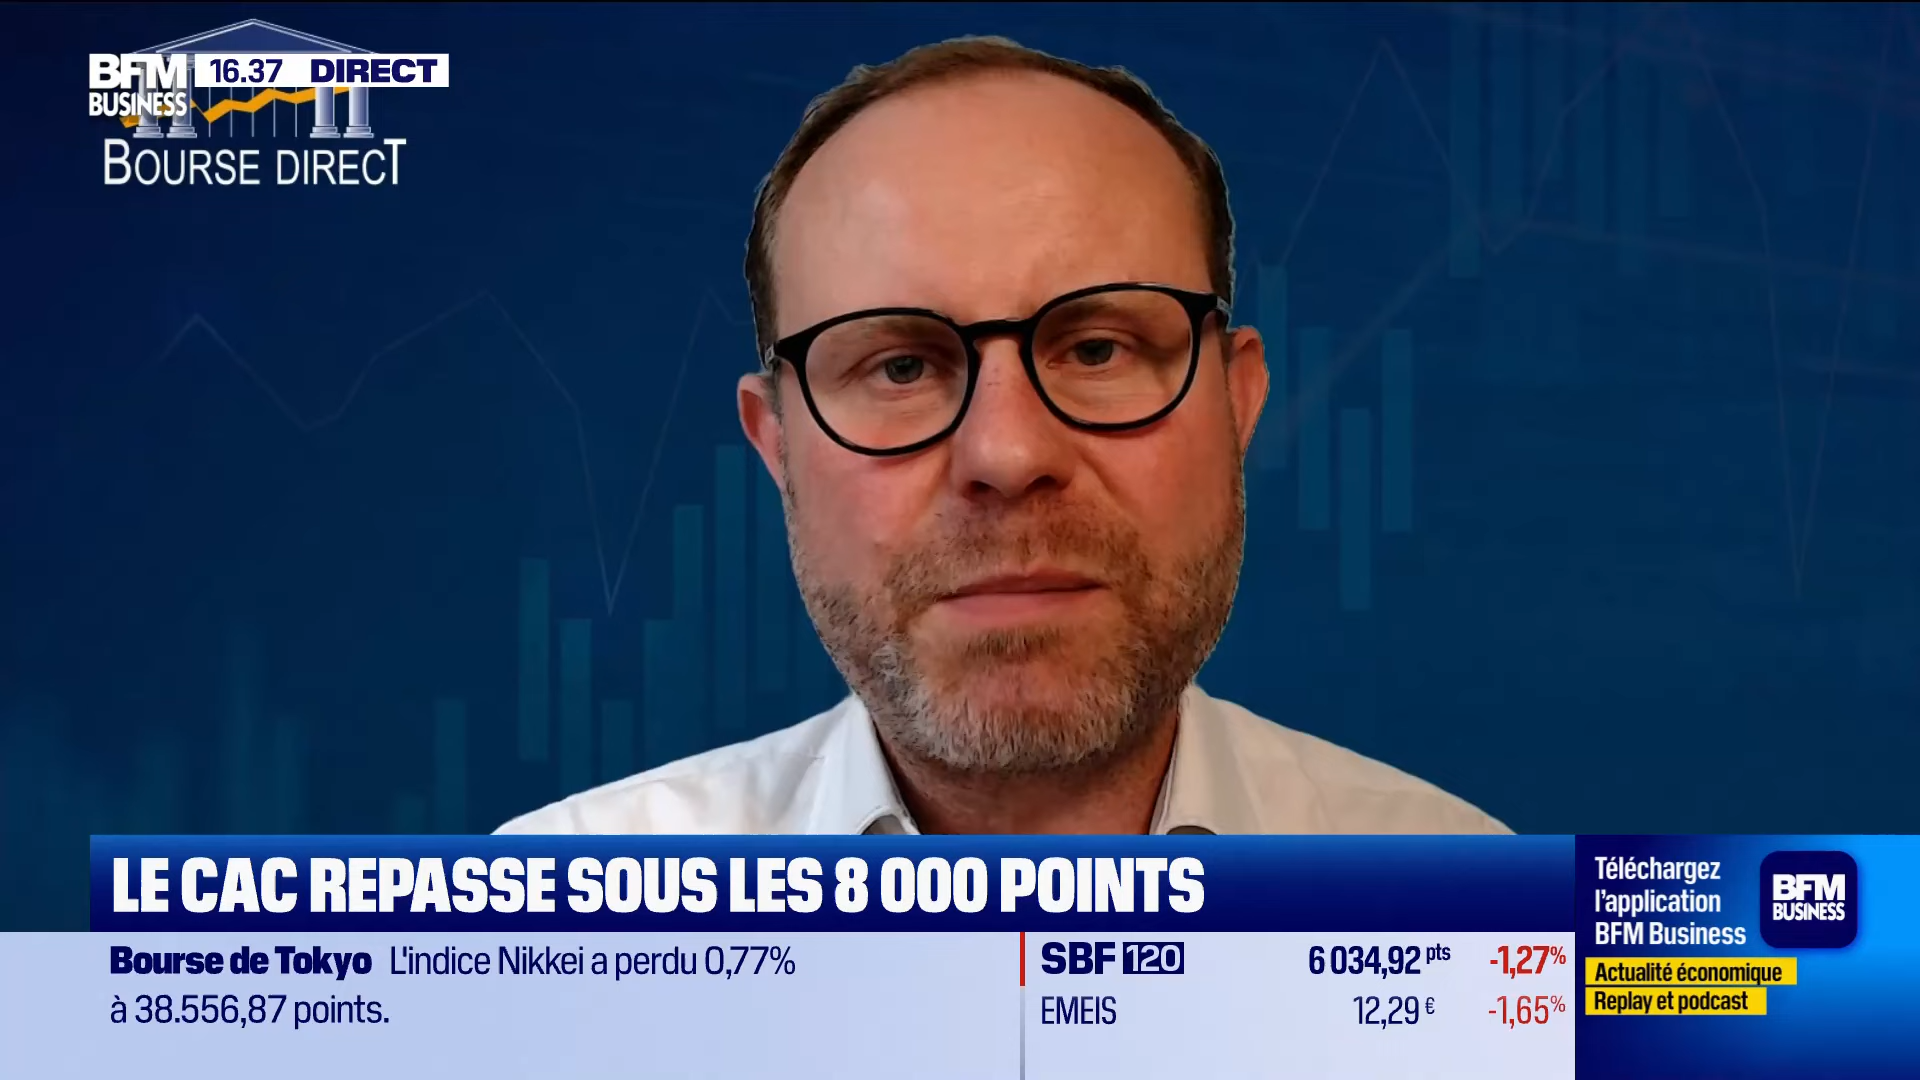 BFM
BUSINESS
16.37 DIRECT
BOURSE DIRECT
LE CAC REPASSE SOUS LES 8 000 POINTS
Bourse de Tokyo L'indice Nikkei a perdu 0,77%
à 38.556,87 points.
SBF 120 6 034,92 pts -1,27%
EMEIS 12,29 € -1,65%
Téléchargez
l'application
BFM Business
BFM
BUSINESS
Actualité économique
Replay et podcast